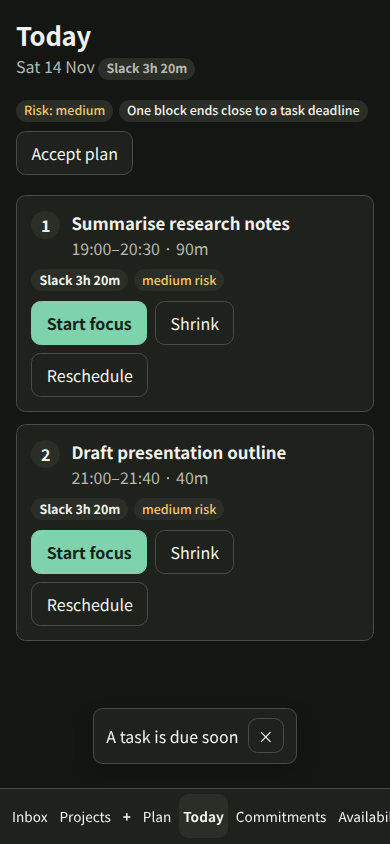 Today
Sat 14 Nov Slack 3h 20m
Risk: medium One block ends close to a task deadline
Accept plan
1 Summarise research notes
19:00–20:30 · 90m
Slack 3h 20m medium risk
Start focus Shrink
Reschedule
2 Draft presentation outline
21:00–21:40 · 40m
Slack 3h 20m medium risk
Start focus Shrink
Reschedule
A task is due soon ×
Inbox Projects + Plan Today Commitments Availabi